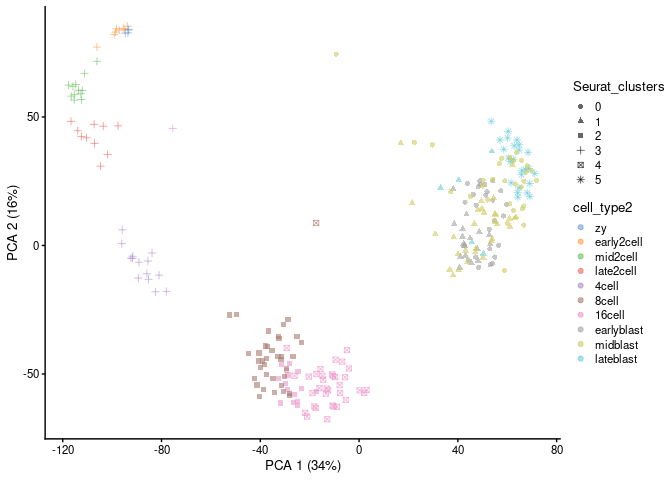 PCA 2 (16%)
50
0
-50
-120
-80
-40
0
40
80
PCA 1 (34%)
Seurat_clusters
0
1
2
3
4
5
cell_type2
zy
early2cell
mid2cell
late2cell
4cell
8cell
16cell
earlyblast
midblast
lateblast